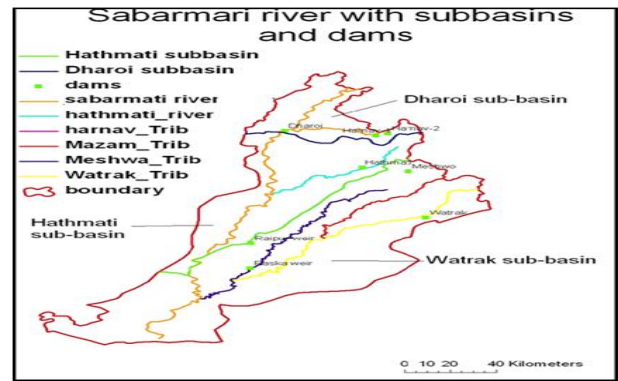 Sabarmari river with subbasins
and dams
Hathmati subbasin
Dharoi subbasin
dams
sabarmati river
hathmati_river
harnav_Trib
Mazam_Trib
Meshwa_Trib
Watrak_Trib
boundary
Dharoi sub-basin
Dharoi
Harnav-2
Hathmati
Meshwo
Hathmati
sub-basin
Watrak
Raipur weir
Raska weir
Watrak sub-basin
0 10 20 40 Kilometers